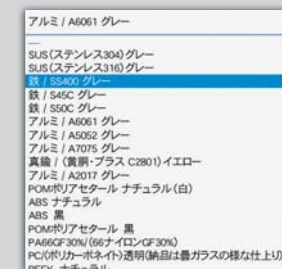 アルミ / A6061 グレー
---
SUS(ステンレス304)グレー
SUS(ステンレス316)グレー
鉄 / SS400 グレー
鉄 / S45C グレー
鉄 / S50C グレー
アルミ / A6061 グレー
アルミ / A5052 グレー
アルミ / A7075 グレー
真鍮 / (黄銅・ブラス C2801)イエロー
アルミ / A2017 グレー
POMポリアセタール ナチュラル(白)
ABS ナチュラル
ABS 黒
POMポリアセタール 黒
PA66GF30%(66ナイロンGF30%)
PC(ポリカーボネイト)透明(納品は曇ガラスの様な仕上り)
PEEK ナチュラル